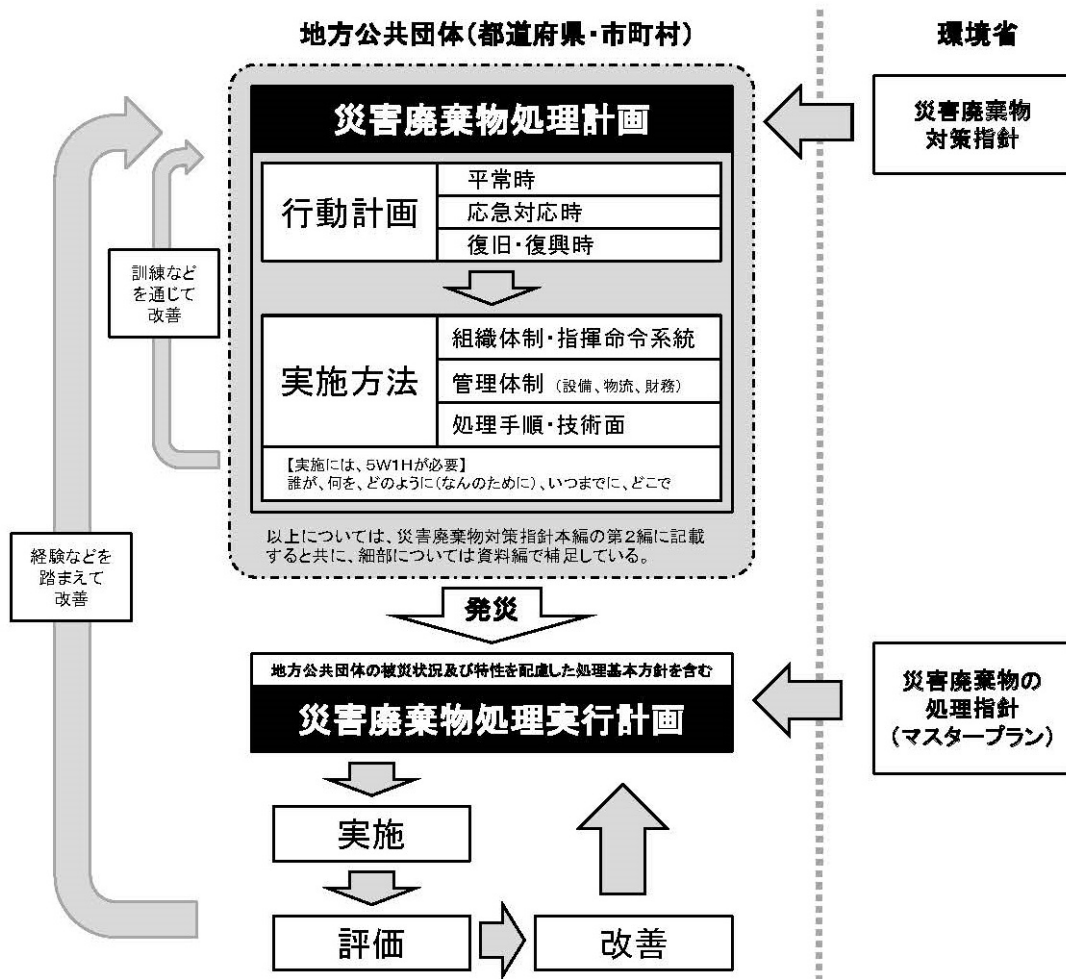 地方公共団体(都道府県・市町村)
環境省
災害廃棄物処理計画
災害廃棄物
対策指針
行動計画
平常時
応急対応時
復旧・復興時
訓練など
を通じて
改善
実施方法
組織体制・指揮命令系統
管理体制 (設備、物流、財務)
処理手順・技術面
【実施には、5W1Hが必要】
誰が、何を、どのように(なんのために)、いつまでに、どこで
以上については、災害廃棄物対策指針本編の第2編に記載
すると共に、細部については資料編で補足している。
経験などを
踏まえて
改善
発災
地方公共団体の被災状況及び特性を配慮した処理基本方針を含む
災害廃棄物処理実行計画
災害廃棄物の
処理指針
(マスタープラン)
実施
評価
改善